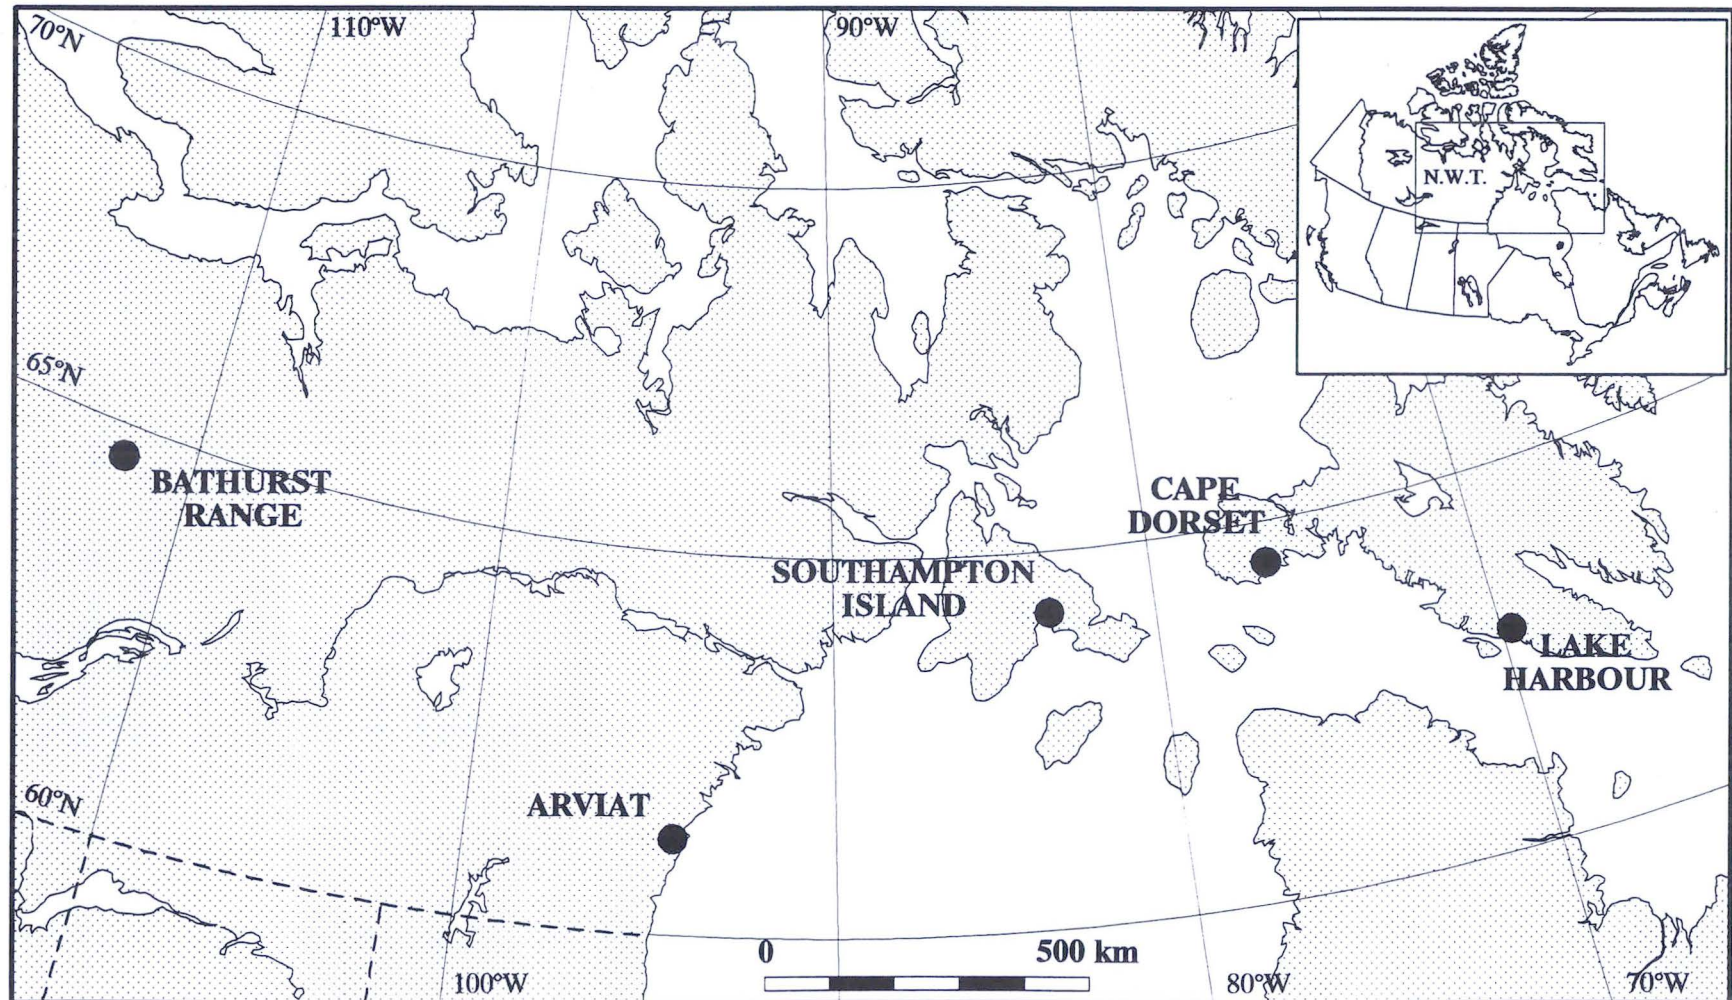 110°W
90°W
70°N
N.W.T.
65°N
BATHURST
RANGE
CAPE
DORSET
SOUTHAMPTON
ISLAND
LAKE
HARBOUR
60°N
ARVIAT
0
500 km
100°W
80°W
70°W